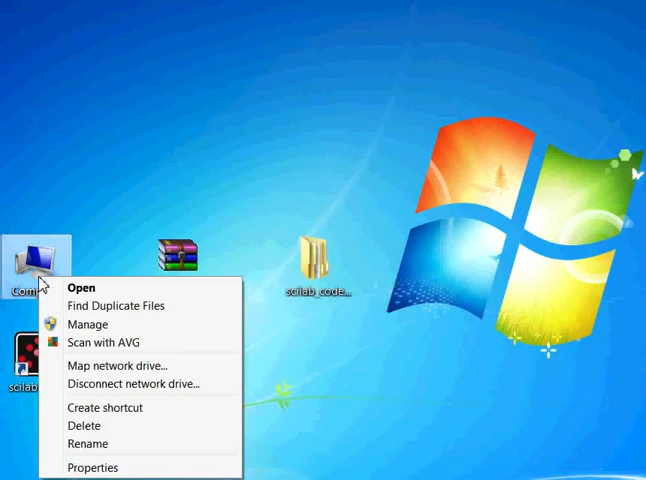 Com
Open
Find Duplicate Files
Manage
Scan with AVG
Map network drive...
Disconnect network drive...
Create shortcut
Delete
Rename
Properties
scilab_code...
scilab